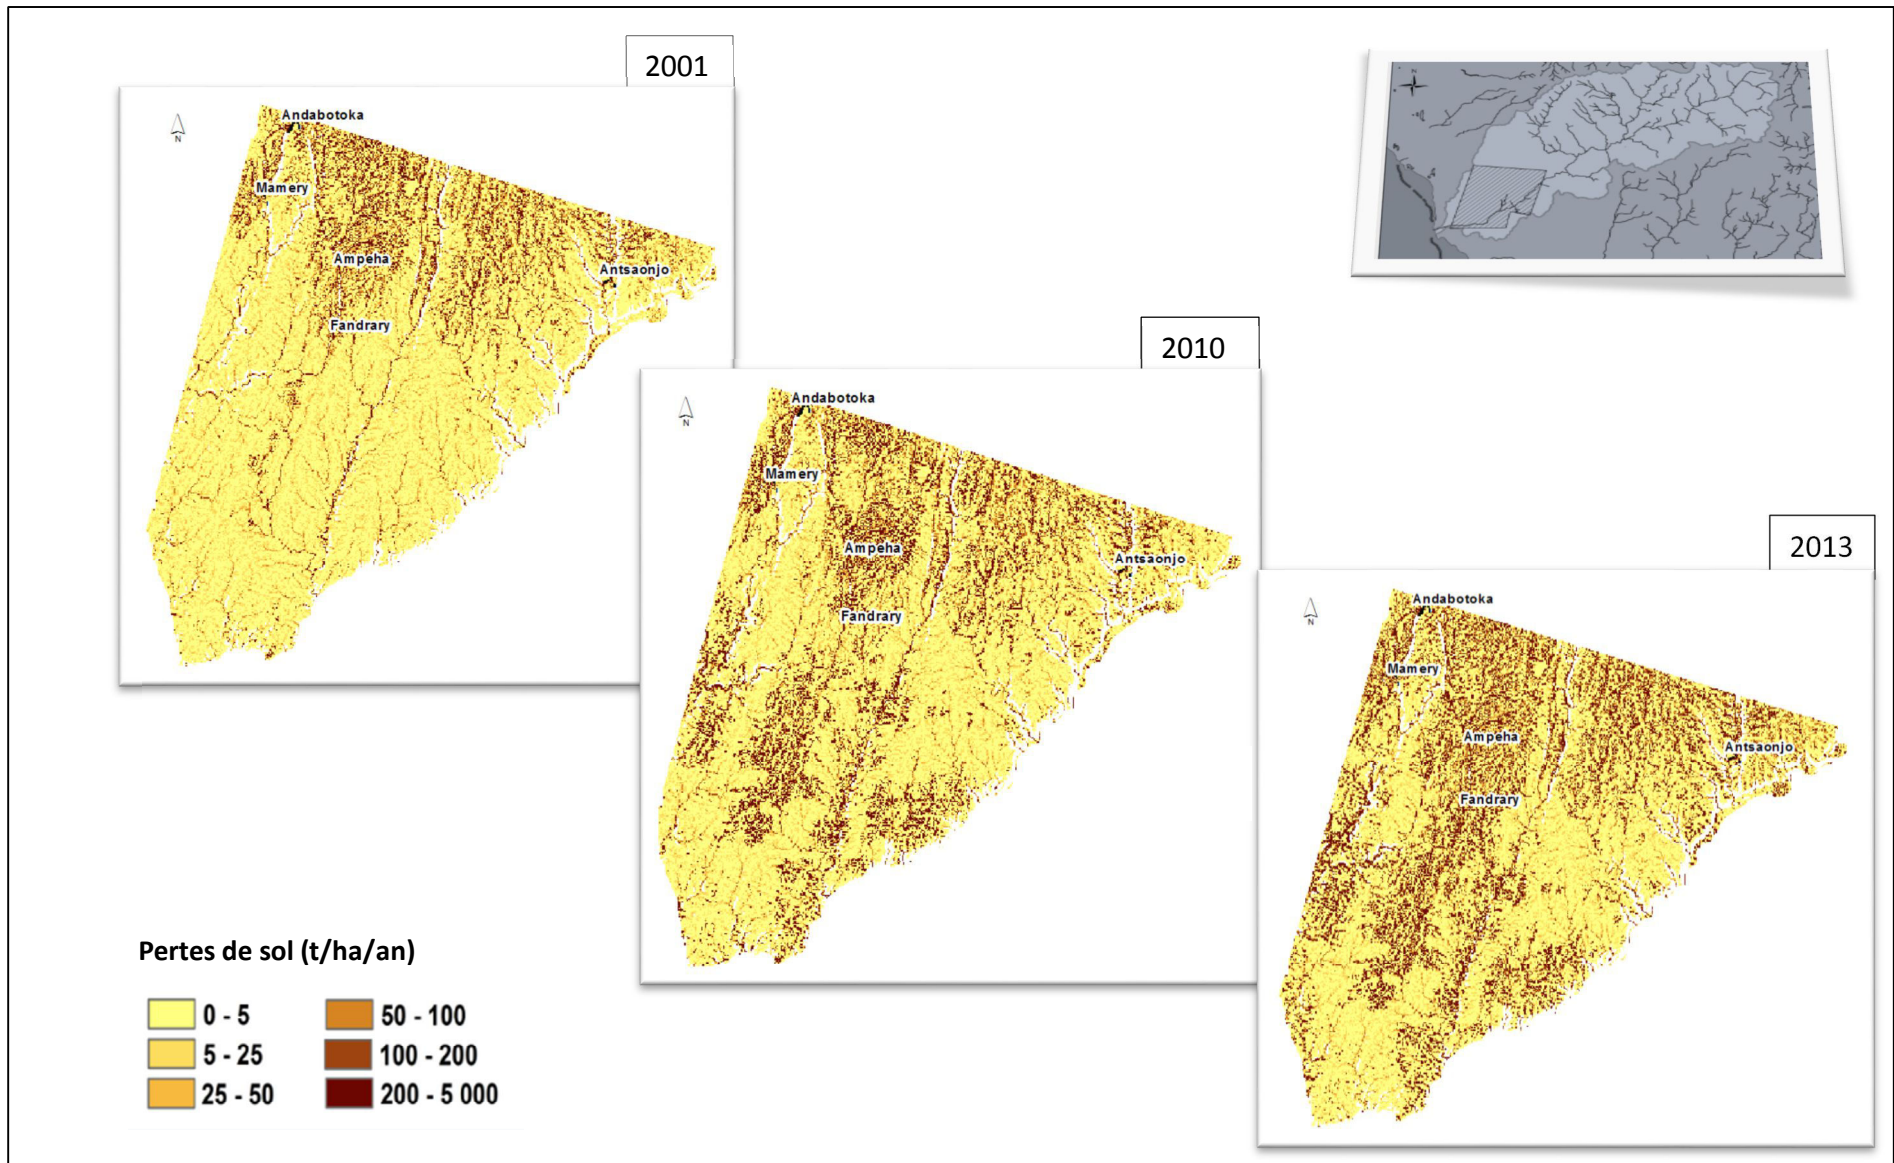 2001
N
Andabotoka
Mamery
Ampeha
Antsaonjo
Fandrary
2010
N
Andabotoka
Mamery
Ampeha
Antsaonjo
Fandrary
2013
N
Andabotoka
Mamery
Ampeha
Antsaonjo
Fandrary
Pertes de sol (t/ha/an)
0 - 5
50 - 100
5 - 25
100 - 200
25 - 50
200 - 5 000